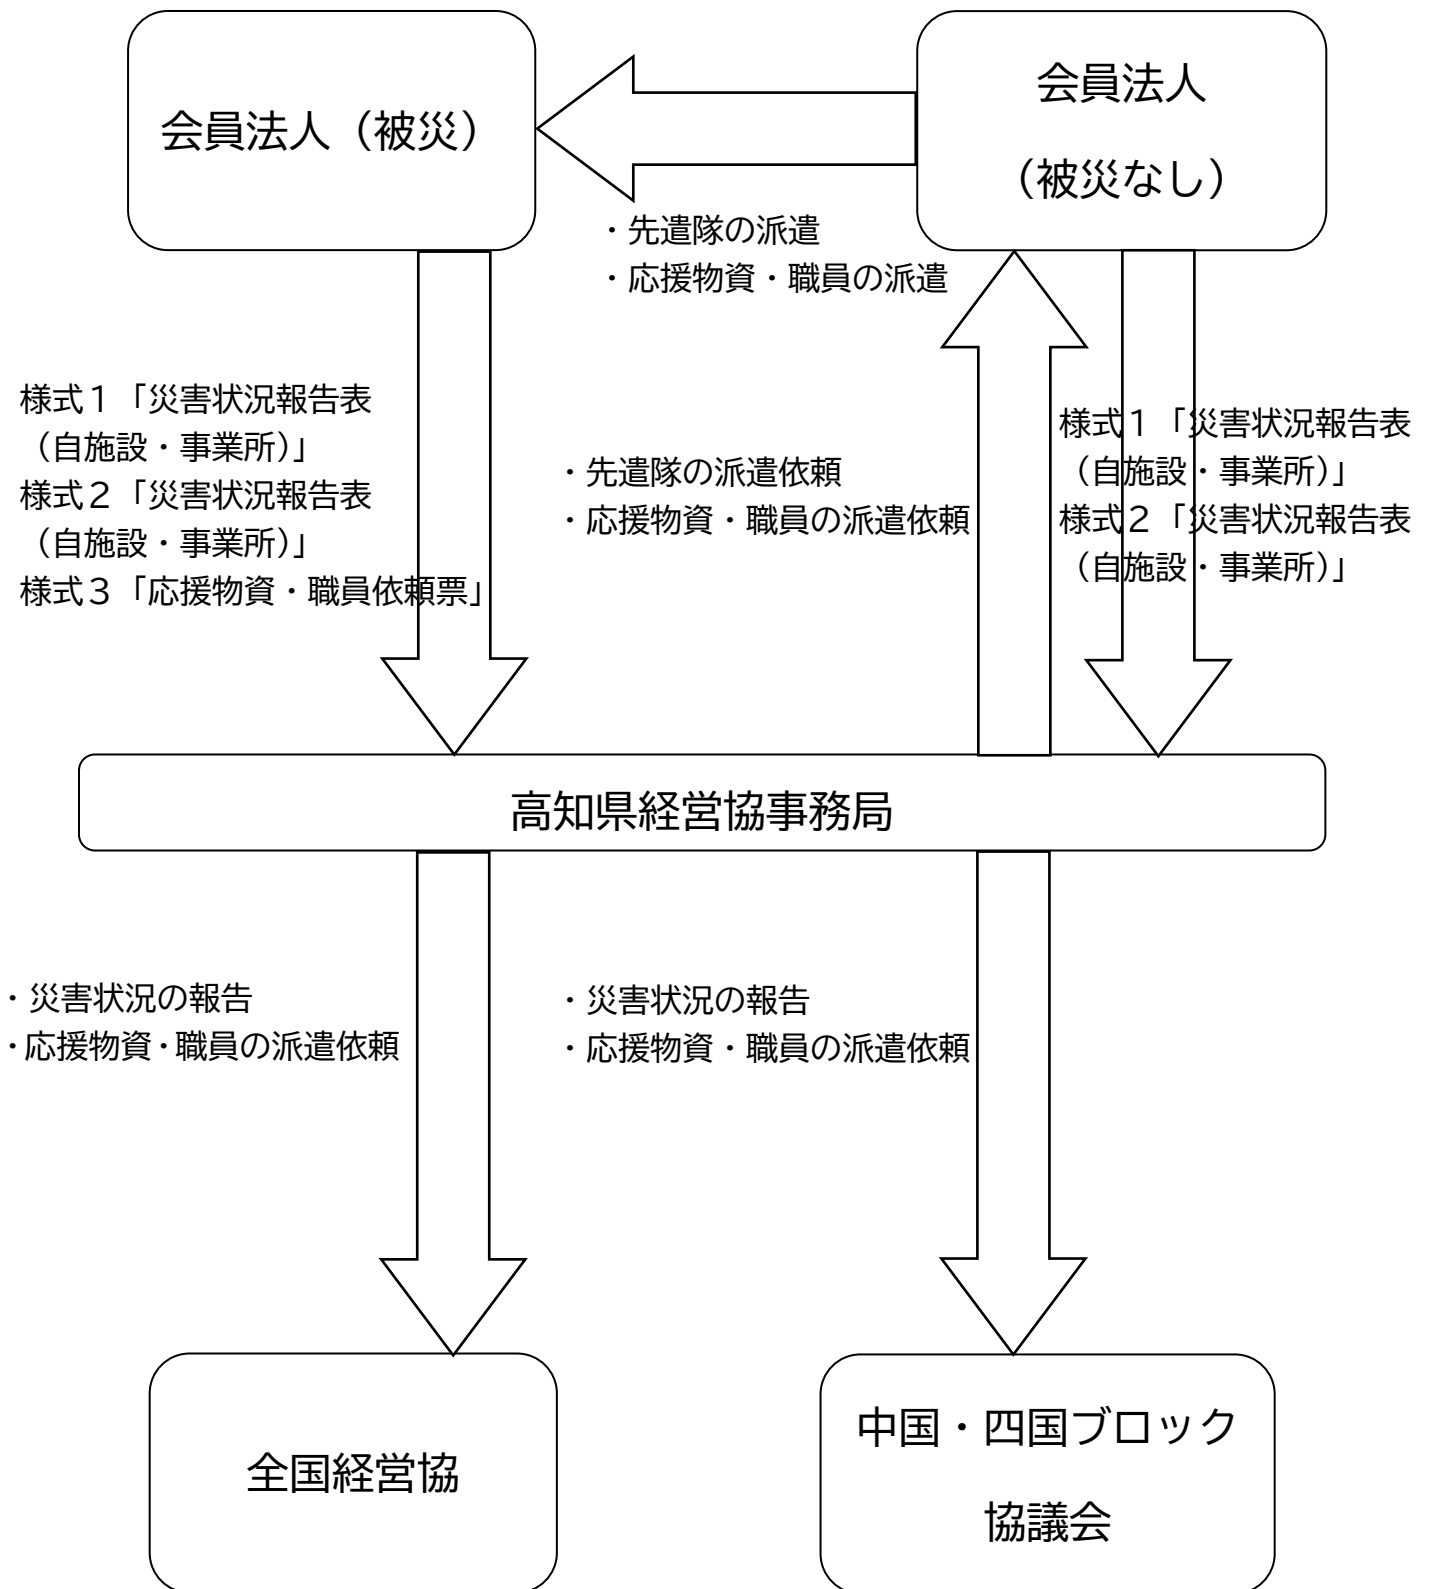 会員法人（被災）
会員法人
（被災なし）
・先遣隊の派遣
・応援物資・職員の派遣
様式１「災害状況報告表
（自施設・事業所）」
様式２「災害状況報告表
（自施設・事業所）」
様式３「応援物資・職員依頼票」
・先遣隊の派遣依頼
・応援物資・職員の派遣依頼
様式１「災害状況報告表
（自施設・事業所）」
様式２「災害状況報告表
（自施設・事業所）」
高知県経営協事務局
・災害状況の報告
・応援物資・職員の派遣依頼
・災害状況の報告
・応援物資・職員の派遣依頼
全国経営協
中国・四国ブロック
協議会